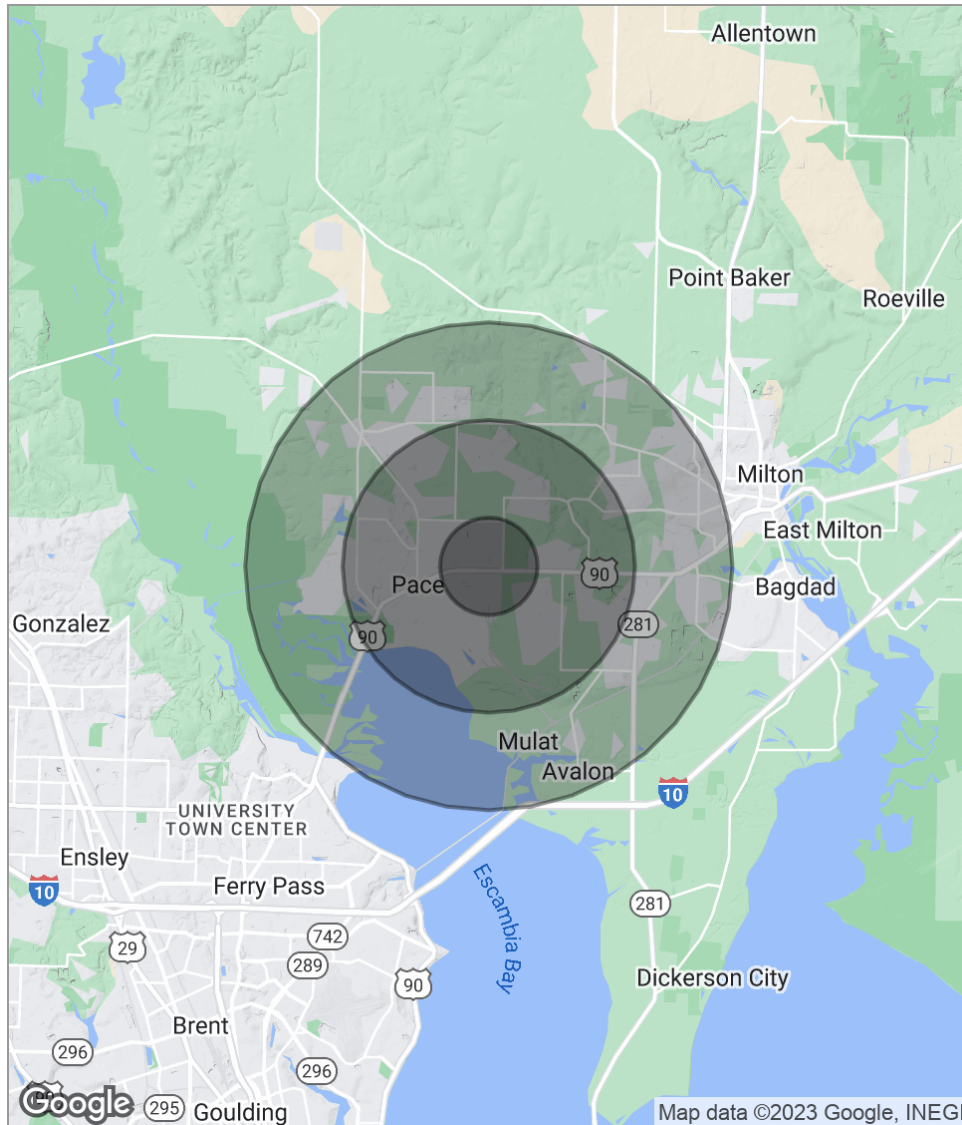 Allentown
Point Baker
Roeville
Milton
East Milton
90
Pace
Bagdad
281
Gonzalez
90
Mulat
Avalon
10
UNIVERSITY
TOWN CENTER
Ensley
Ferry Pass
10
Escambia Bay
281
742
29
289
90
Dickerson City
Brent
296
296
295
Goulding
Google
Map data ©2023 Google, INEGI